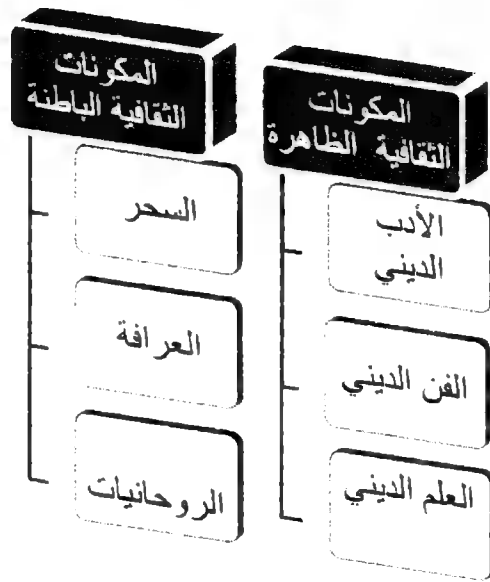 المكونات
الثقافية الظاهرة
الأدب
الديني
الفن الديني
العلم الديني
المكونات
الثقافية الباطنة
السحر
العرافة
الروحانيات